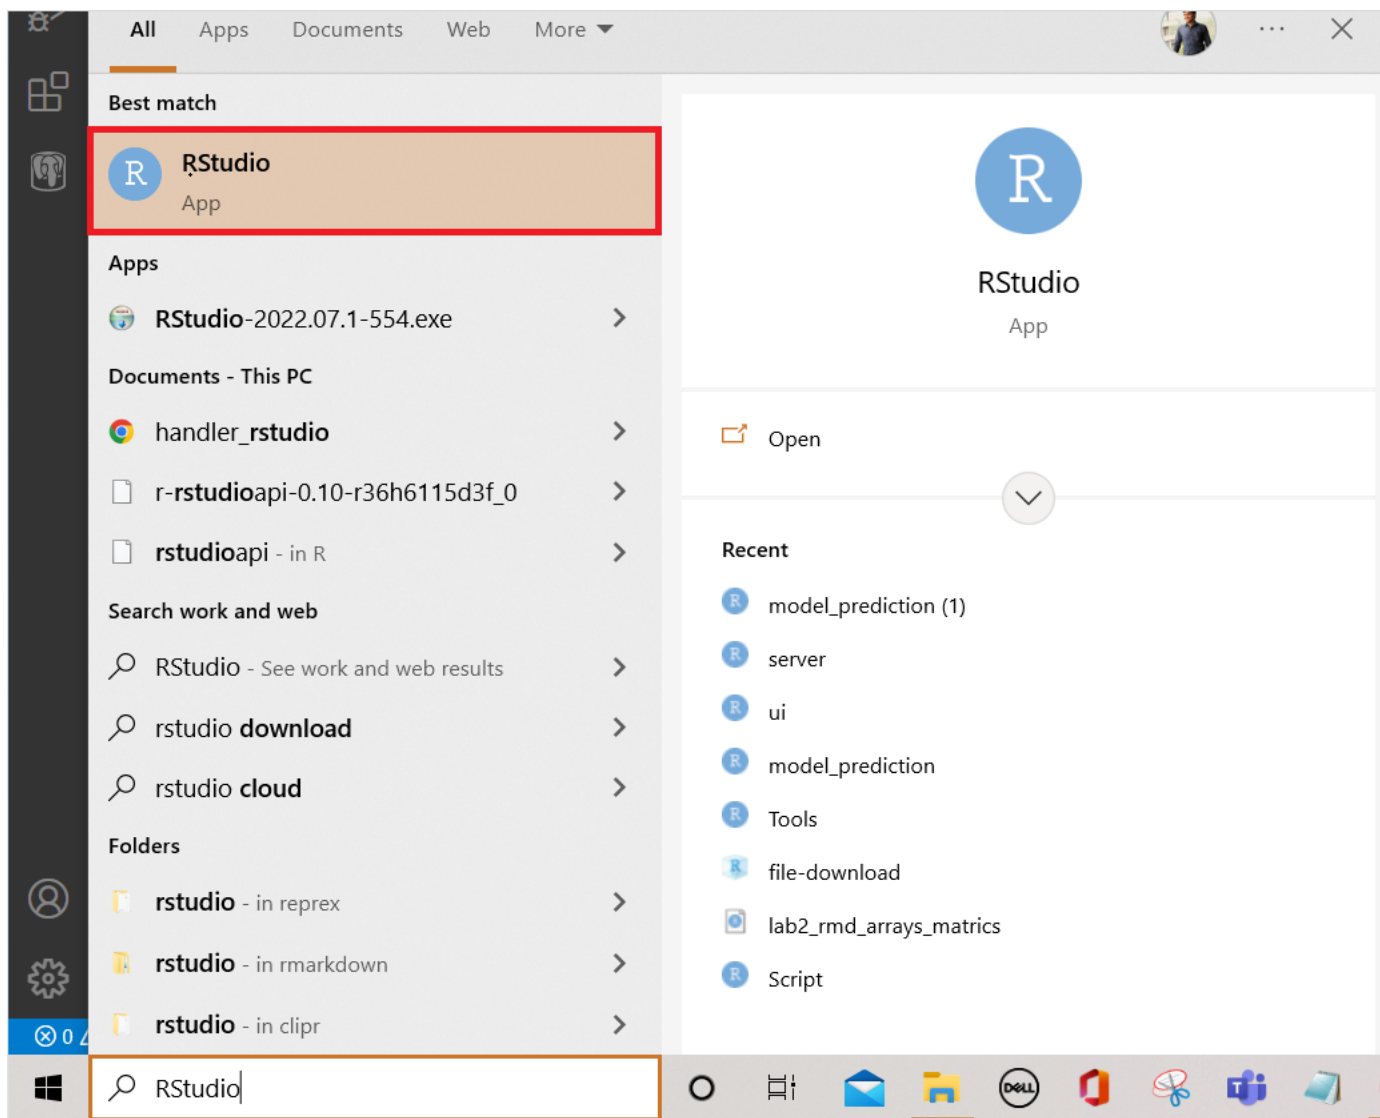 All Apps Documents Web More
Best match
R RStudio
App
Apps
RStudio-2022.07.1-554.exe
Documents - This PC
handler_rstudio
r-rstudioapi-0.10-r36h6115d3f_0
rstudioapi - in R
Search work and web
RStudio - See work and web results
rstudio download
rstudio cloud
Folders
rstudio - in reprex
rstudio - in rmarkdown
rstudio - in clipr
0
RStudio
R
RStudio
App
Open
Recent
R model_prediction (1)
R server
R ui
R model_prediction
R Tools
R file-download
lab2_rmd_arrays_matrics
R Script
DELL